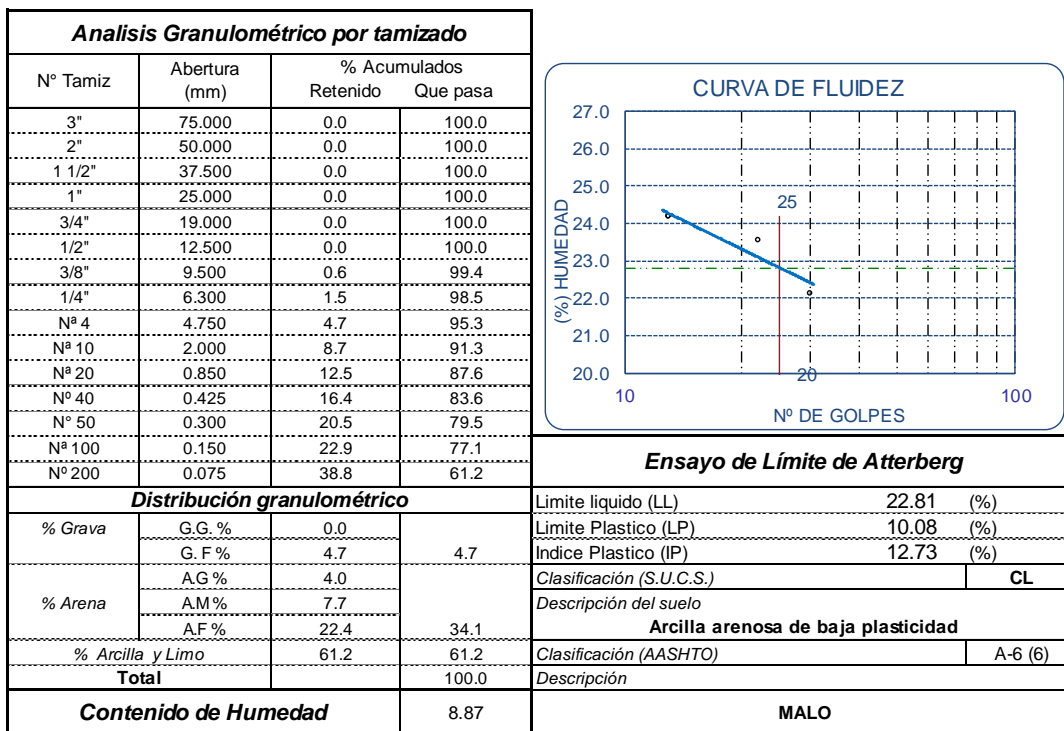 Analisis Granulométrico por tamizado
N° Tamiz Abertura (mm) % Acumulados
Retenido Que pasa
3" 75.000 0.0 100.0
2" 50.000 0.0 100.0
1 1/2" 37.500 0.0 100.0
1" 25.000 0.0 100.0
3/4" 19.000 0.0 100.0
1/2" 12.500 0.0 100.0
3/8" 9.500 0.6 99.4
1/4" 6.300 1.5 98.5
Nª 4 4.750 4.7 95.3
Nª 10 2.000 8.7 91.3
Nª 20 0.850 12.5 87.6
Nº 40 0.425 16.4 83.6
N° 50 0.300 20.5 79.5
Nª 100 0.150 22.9 77.1
Nº 200 0.075 38.8 61.2
Distribución granulométrico
% Grava G.G. % 0.0
G. F % 4.7 4.7
A.G % 4.0
% Arena A.M % 7.7
A.F % 22.4 34.1
% Arcilla y Limo 61.2 61.2
Total 100.0
Contenido de Humedad 8.87
CURVA DE FLUIDEZ
27.0
26.0
25.0
24.0
23.0
22.0
21.0
20.0
(%) HUMEDAD
25
20
10 100
Nº DE GOLPES
Ensayo de Límite de Atterberg
Limite liquido (LL) 22.81 (%)
Limite Plastico (LP) 10.08 (%)
Indice Plastico (IP) 12.73 (%)
Clasificación (S.U.C.S.) CL
Descripción del suelo
Arcilla arenosa de baja plasticidad
Clasificación (AASHTO) A-6 (6)
Descripción
MALO